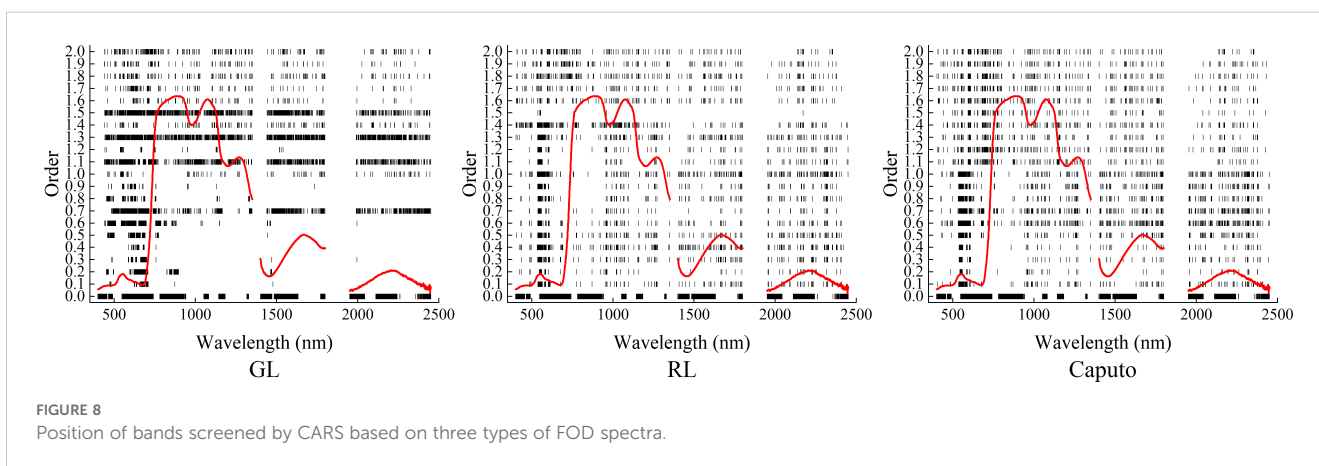 2.0 2.0 2.0
1.9 1.9 1.9
1.8 1.8 1.8
1.7 1.7 1.7
1.6 1.6 1.6
1.5 1.5 1.5
1.4 1.4 1.4
1.3 1.3 1.3
1.2 1.2 1.2
1.1 1.1 1.1
1.0 1.0 1.0
0.9 0.9 0.9
0.8 0.8 0.8
0.7 0.7 0.7
0.6 0.6 0.6
0.5 0.5 0.5
0.4 0.4 0.4
0.3 0.3 0.3
0.2 0.2 0.2
0.1 0.1 0.1
0.0 0.0 0.0
Order Order Order
500 1000 1500 2000 2500 500 1000 1500 2000 2500 500 1000 1500 2000 2500
Wavelength (nm) Wavelength (nm) Wavelength (nm)
GL RL Caputo
FIGURE 8
Position of bands screened by CARS based on three types of FOD spectra.